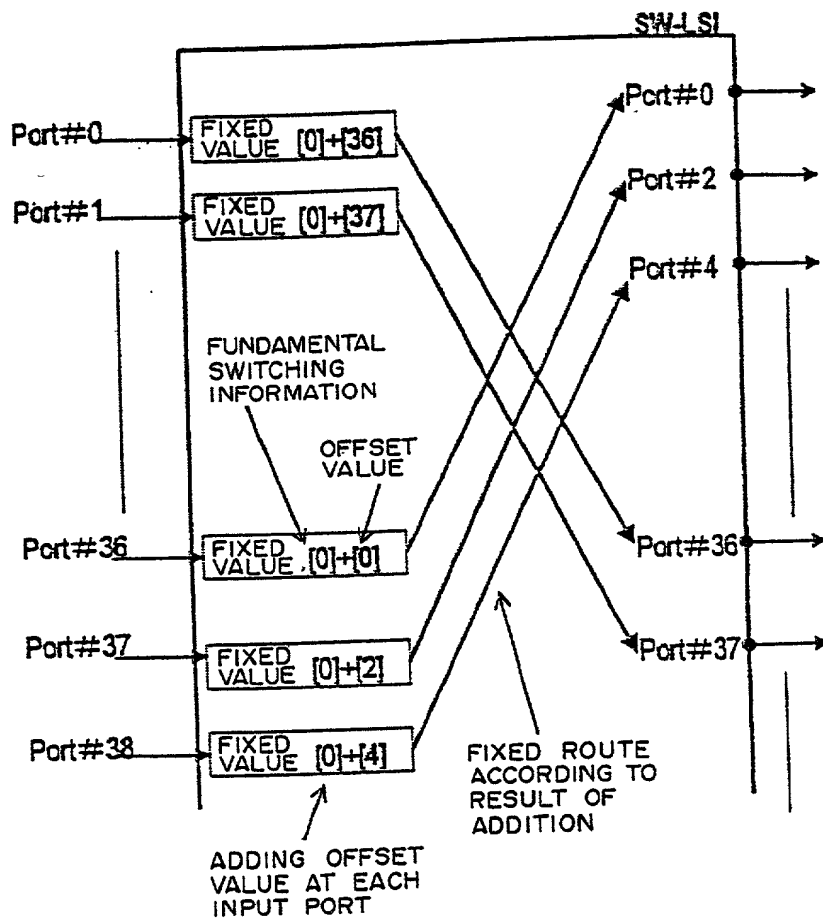 SW-LSI
Port#0
FIXED
VALUE [0]+[36]
Port#0
Port#1
FIXED
VALUE [0]+[37]
Port#2
Port#4
FUNDAMENTAL
SWITCHING
INFORMATION
OFFSET
VALUE
Port#36
FIXED
VALUE [0]+[0]
Port#36
Port#37
FIXED
VALUE [0]+[2]
Port#37
Port#38
FIXED
VALUE [0]+[4]
FIXED ROUTE
ACCORDING TO
RESULT OF
ADDITION
ADDING OFFSET
VALUE AT EACH
INPUT PORT